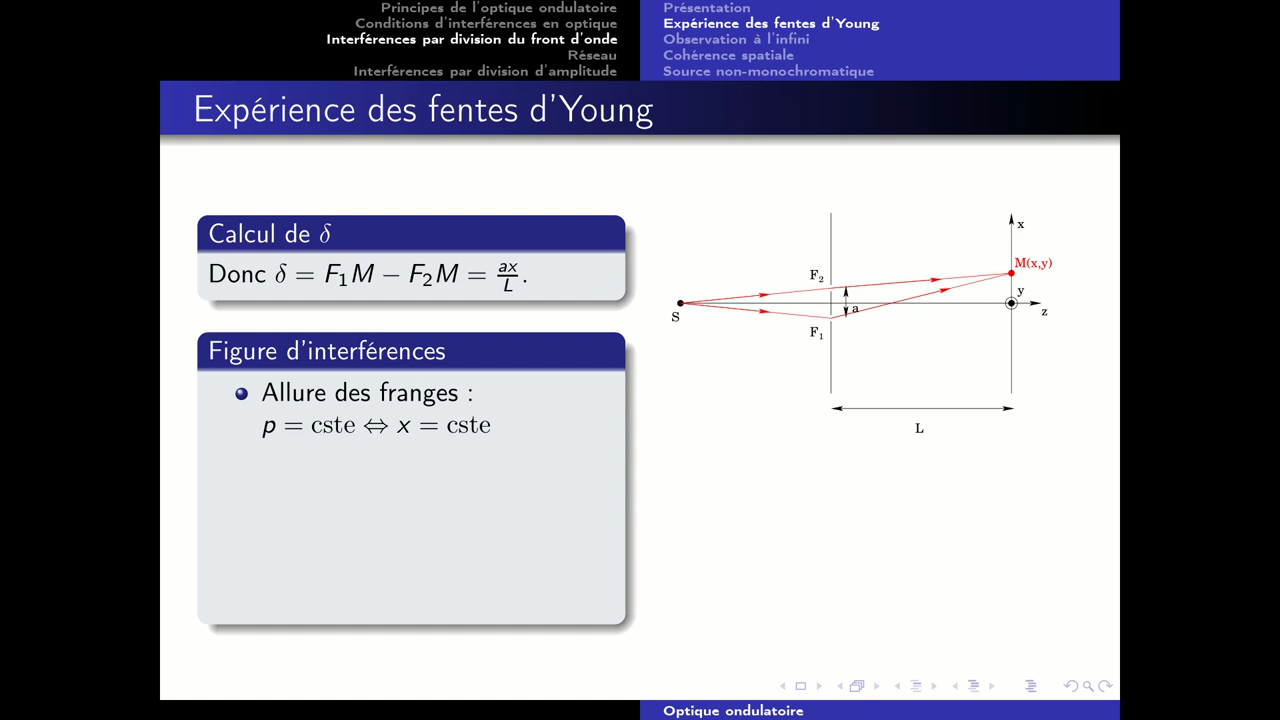 Principes de l'optique ondulatoire
Conditions d'interférences en optique
Interférences par division du front d'onde
Réseau
Interférences par division d'amplitude
Présentation
Expérience des fentes d'Young
Observation à l'infini
Cohérence spatiale
Source non-monochromatique
Expérience des fentes d'Young
Calcul de δ
Donc δ = F₁M − F₂M = ax/L.
Figure d'interférences
Allure des franges :
p = cste ⇔ x = cste
x
F₂
M(x,y)
y
a
z
S
F₁
L
Optique ondulatoire